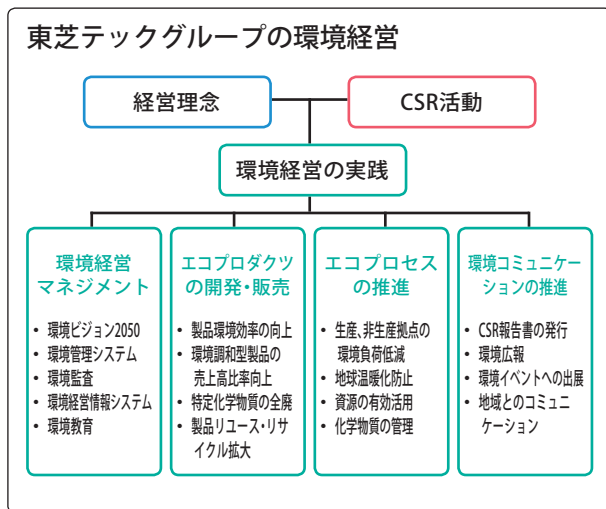 東芝テックグループの環境経営
経営理念
CSR活動
環境経営の実践
環境経営
マネジメント
• 環境ビジョン2050
• 環境管理システム
• 環境監査
• 環境経営情報システム
• 環境教育
エコプロダクツ
の開発・販売
• 製品環境効率の向上
• 環境調和型製品の
売上高比率向上
• 特定化学物質の全廃
• 製品リユース・リサ
イクル拡大
エコプロセス
の推進
• 生産、非生産拠点の
環境負荷低減
• 地球温暖化防止
• 資源の有効活用
• 化学物質の管理
環境コミュニケー
ションの推進
• CSR報告書の発行
• 環境広報
• 環境イベントへの出展
• 地域とのコミュニ
ケーション